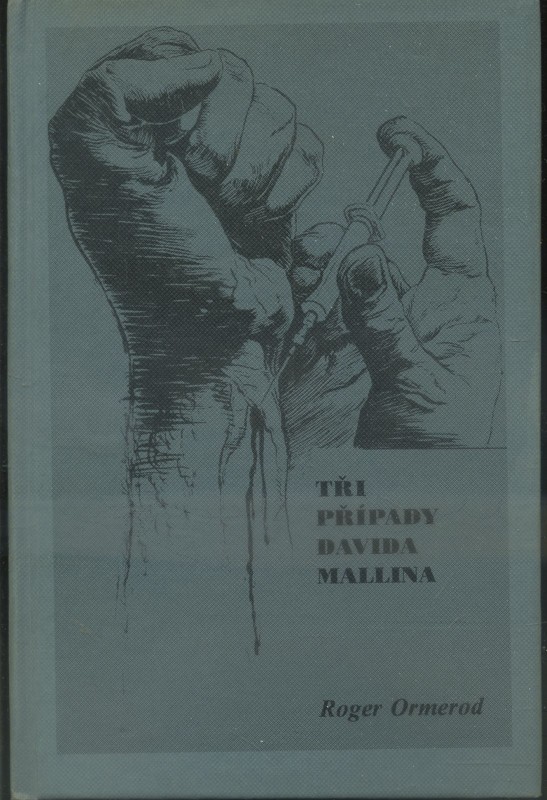 TŘI
PŘÍPADY
DAVIDA
MALLINA
Roger Ormerod